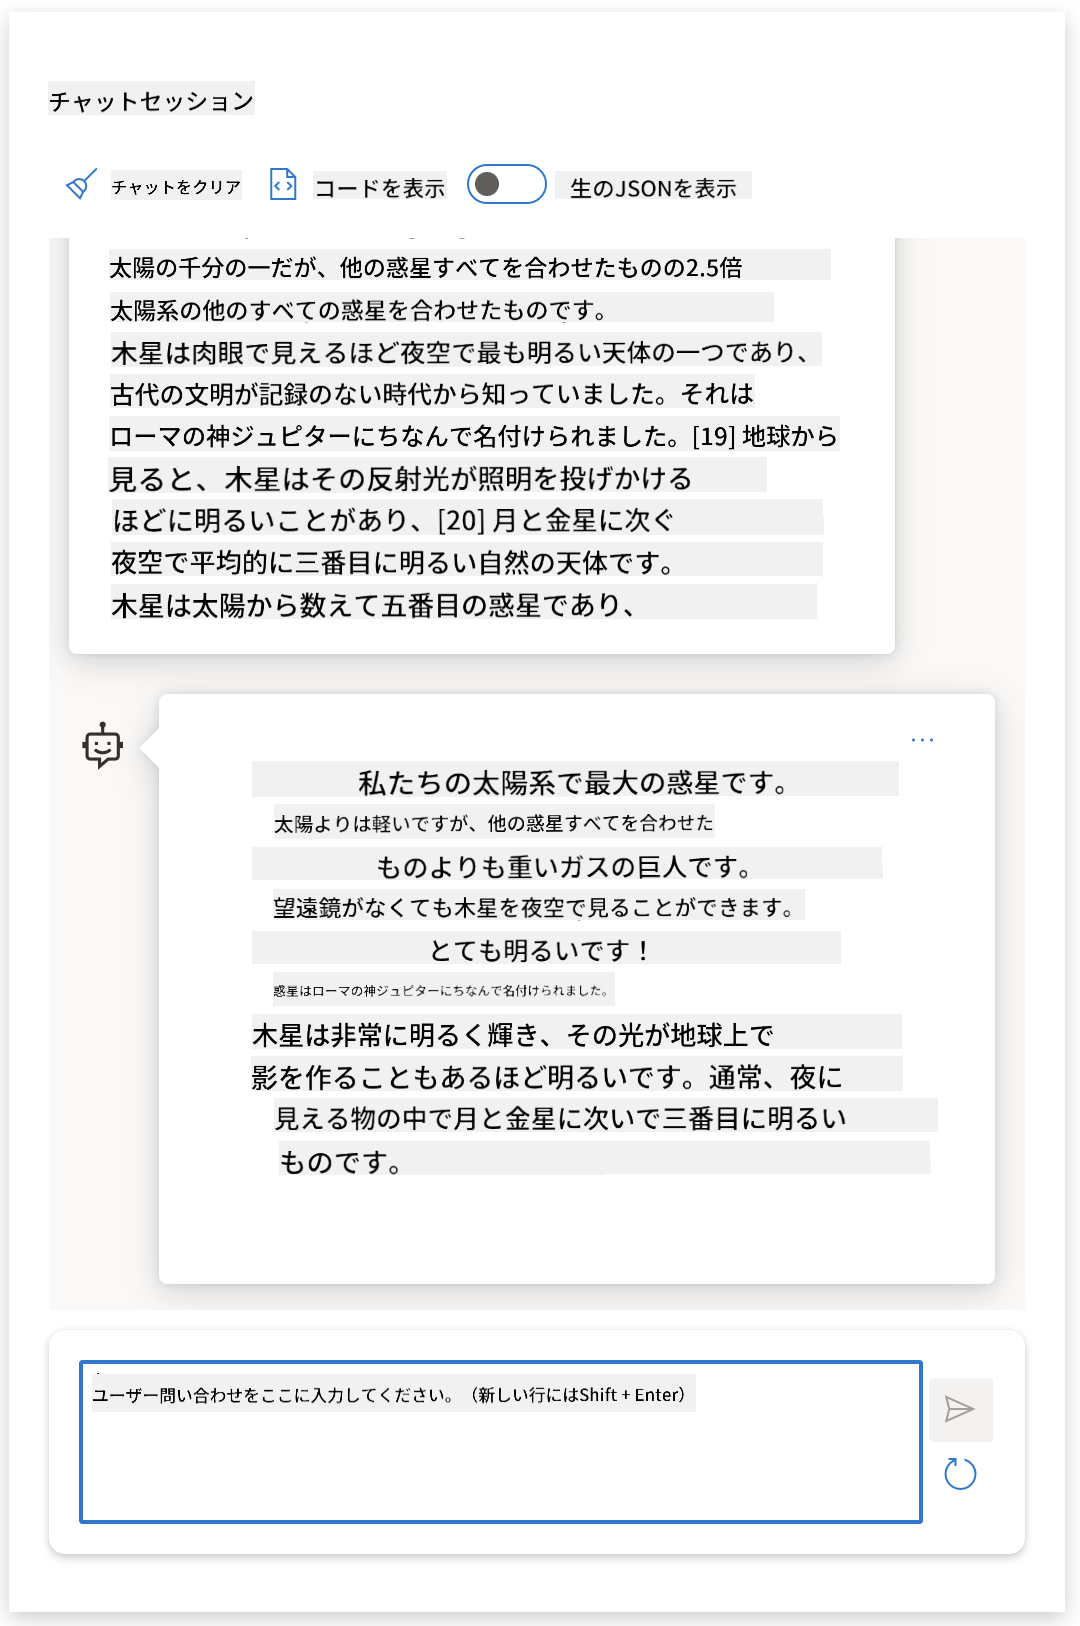 チャットセッション
チャットをクリア
コードを表示
生のJSONを表示
太陽の千分の一だが、他の惑星すべてを合わせたものの2.5倍
太陽系の他のすべての惑星を合わせたものです。
木星は肉眼で見えるほど夜空で最も明るい天体の一つであり、
古代の文明が記録のない時代から知っていました。それは
ローマの神ジュピターにちなんで名付けられました。[19] 地球から
見ると、木星はその反射光が照明を投げかける
ほどに明るいことがあり、[20] 月と金星に次ぐ
夜空で平均的に三番目に明るい自然の天体です。
木星は太陽から数えて五番目の惑星であり、
私たちの太陽系で最大の惑星です。
太陽よりは軽いですが、他の惑星すべてを合わせた
ものよりも重いガスの巨人です。
望遠鏡がなくても木星を夜空で見ることができます。
とても明るいです！
惑星はローマの神ジュピターにちなんで名付けられました。
木星は非常に明るく輝き、その光が地球上で
影を作ることもあるほど明るいです。通常、夜に
見える物の中で月と金星に次いで三番目に明るい
ものです。
ユーザー問い合わせをここに入力してください。（新しい行にはShift + Enter）